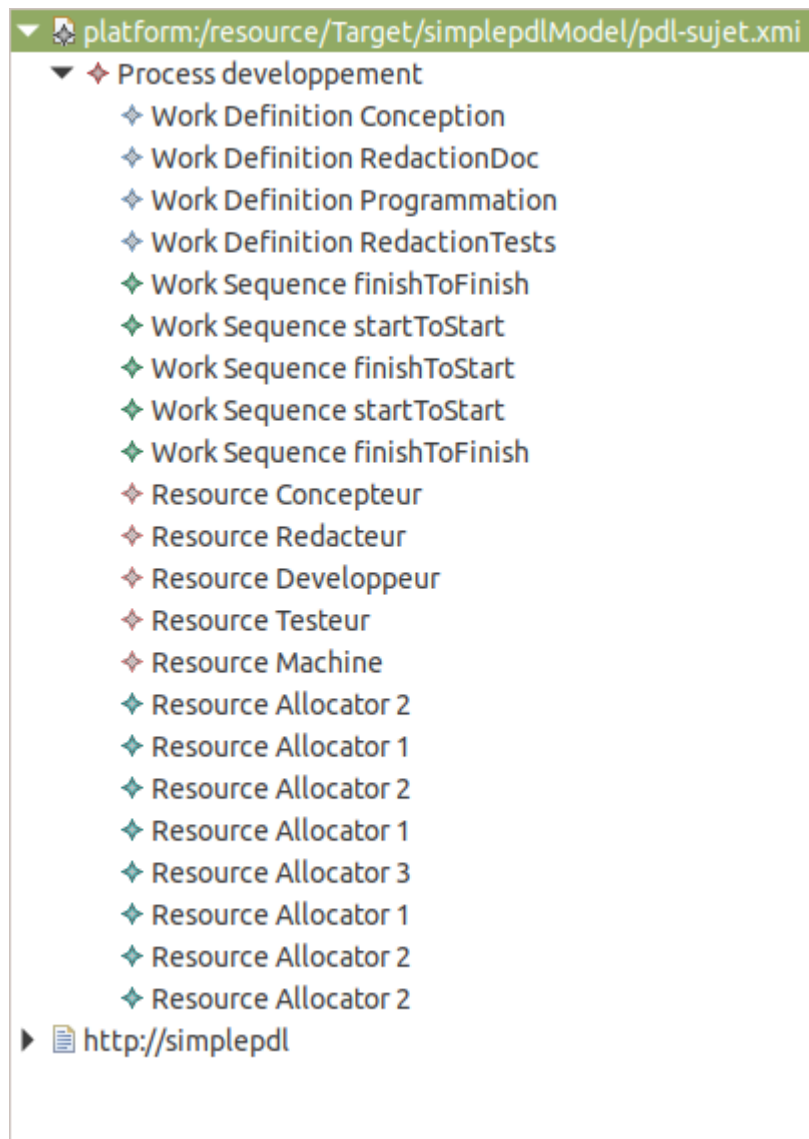 platform:/resource/Target/simplepdlModel/pdl-sujet.xmi
Process developpement
Work Definition Conception
Work Definition RedactionDoc
Work Definition Programmation
Work Definition RedactionTests
Work Sequence finishToFinish
Work Sequence startToStart
Work Sequence finishToStart
Work Sequence startToStart
Work Sequence finishToFinish
Resource Concepteur
Resource Redacteur
Resource Developpeur
Resource Testeur
Resource Machine
Resource Allocator 2
Resource Allocator 1
Resource Allocator 2
Resource Allocator 1
Resource Allocator 3
Resource Allocator 1
Resource Allocator 2
Resource Allocator 2
http://simplepdl